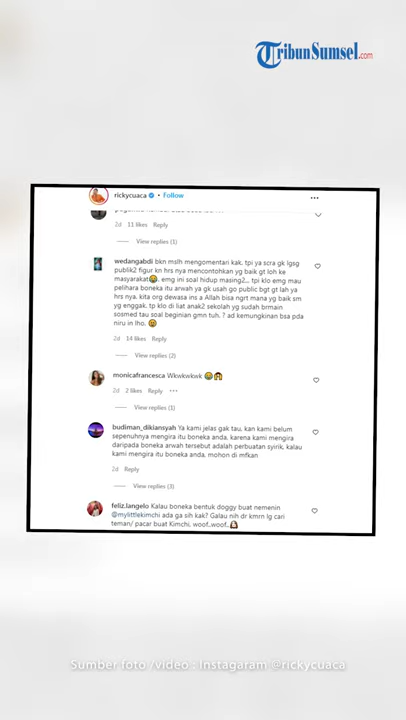 TribunSumsel.com
rickycuaca Follow
2d 11 likes Reply
View replies (1)
wedangabdi bkn mslh mengomentari kak. tpi ya scra gk lgsg
publik2 figur kn hrs nya mencontohkan yg baik gt loh ke
masyarakat. emg ini soal hidup masing2... tpi klo emg mau
pelihara boneka itu arwah ya gk usah go public bgt gt lah ya
hrs nya. kita org dewasa ins a Allah bisa ngrt mana yg baik sm
yg enggak. tp klo di liat anak2 sekolah yg sudah brmain
sosmed tau soal beginian gmn tuh. ? ad kemungkinan bsa pda
niru in lho.
2d 14 likes Reply
View replies (2)
monicafrancesca Wkwkwkwk
2d 2 likes Reply
View replies (1)
budiman_dikiansyah Ya kami jelas gak tau, kan kami belum
sepenuhnya mengira itu boneka anda, karena kami mengira
daripada boneka arwah tersebut adalah perbuatan syirik, kalau
kami mengira itu boneka anda, mohon di mfkan
2d Reply
View replies (3)
feliz.langelo Kalau boneka bentuk doggy buat nemenin
@mylittlekimchi ada ga sih kak? Galau nih dr kmrn lg cari
teman/ pacar buat Kimchi, woof..woof..
Sumber foto /video : Instagaram @rickycuaca